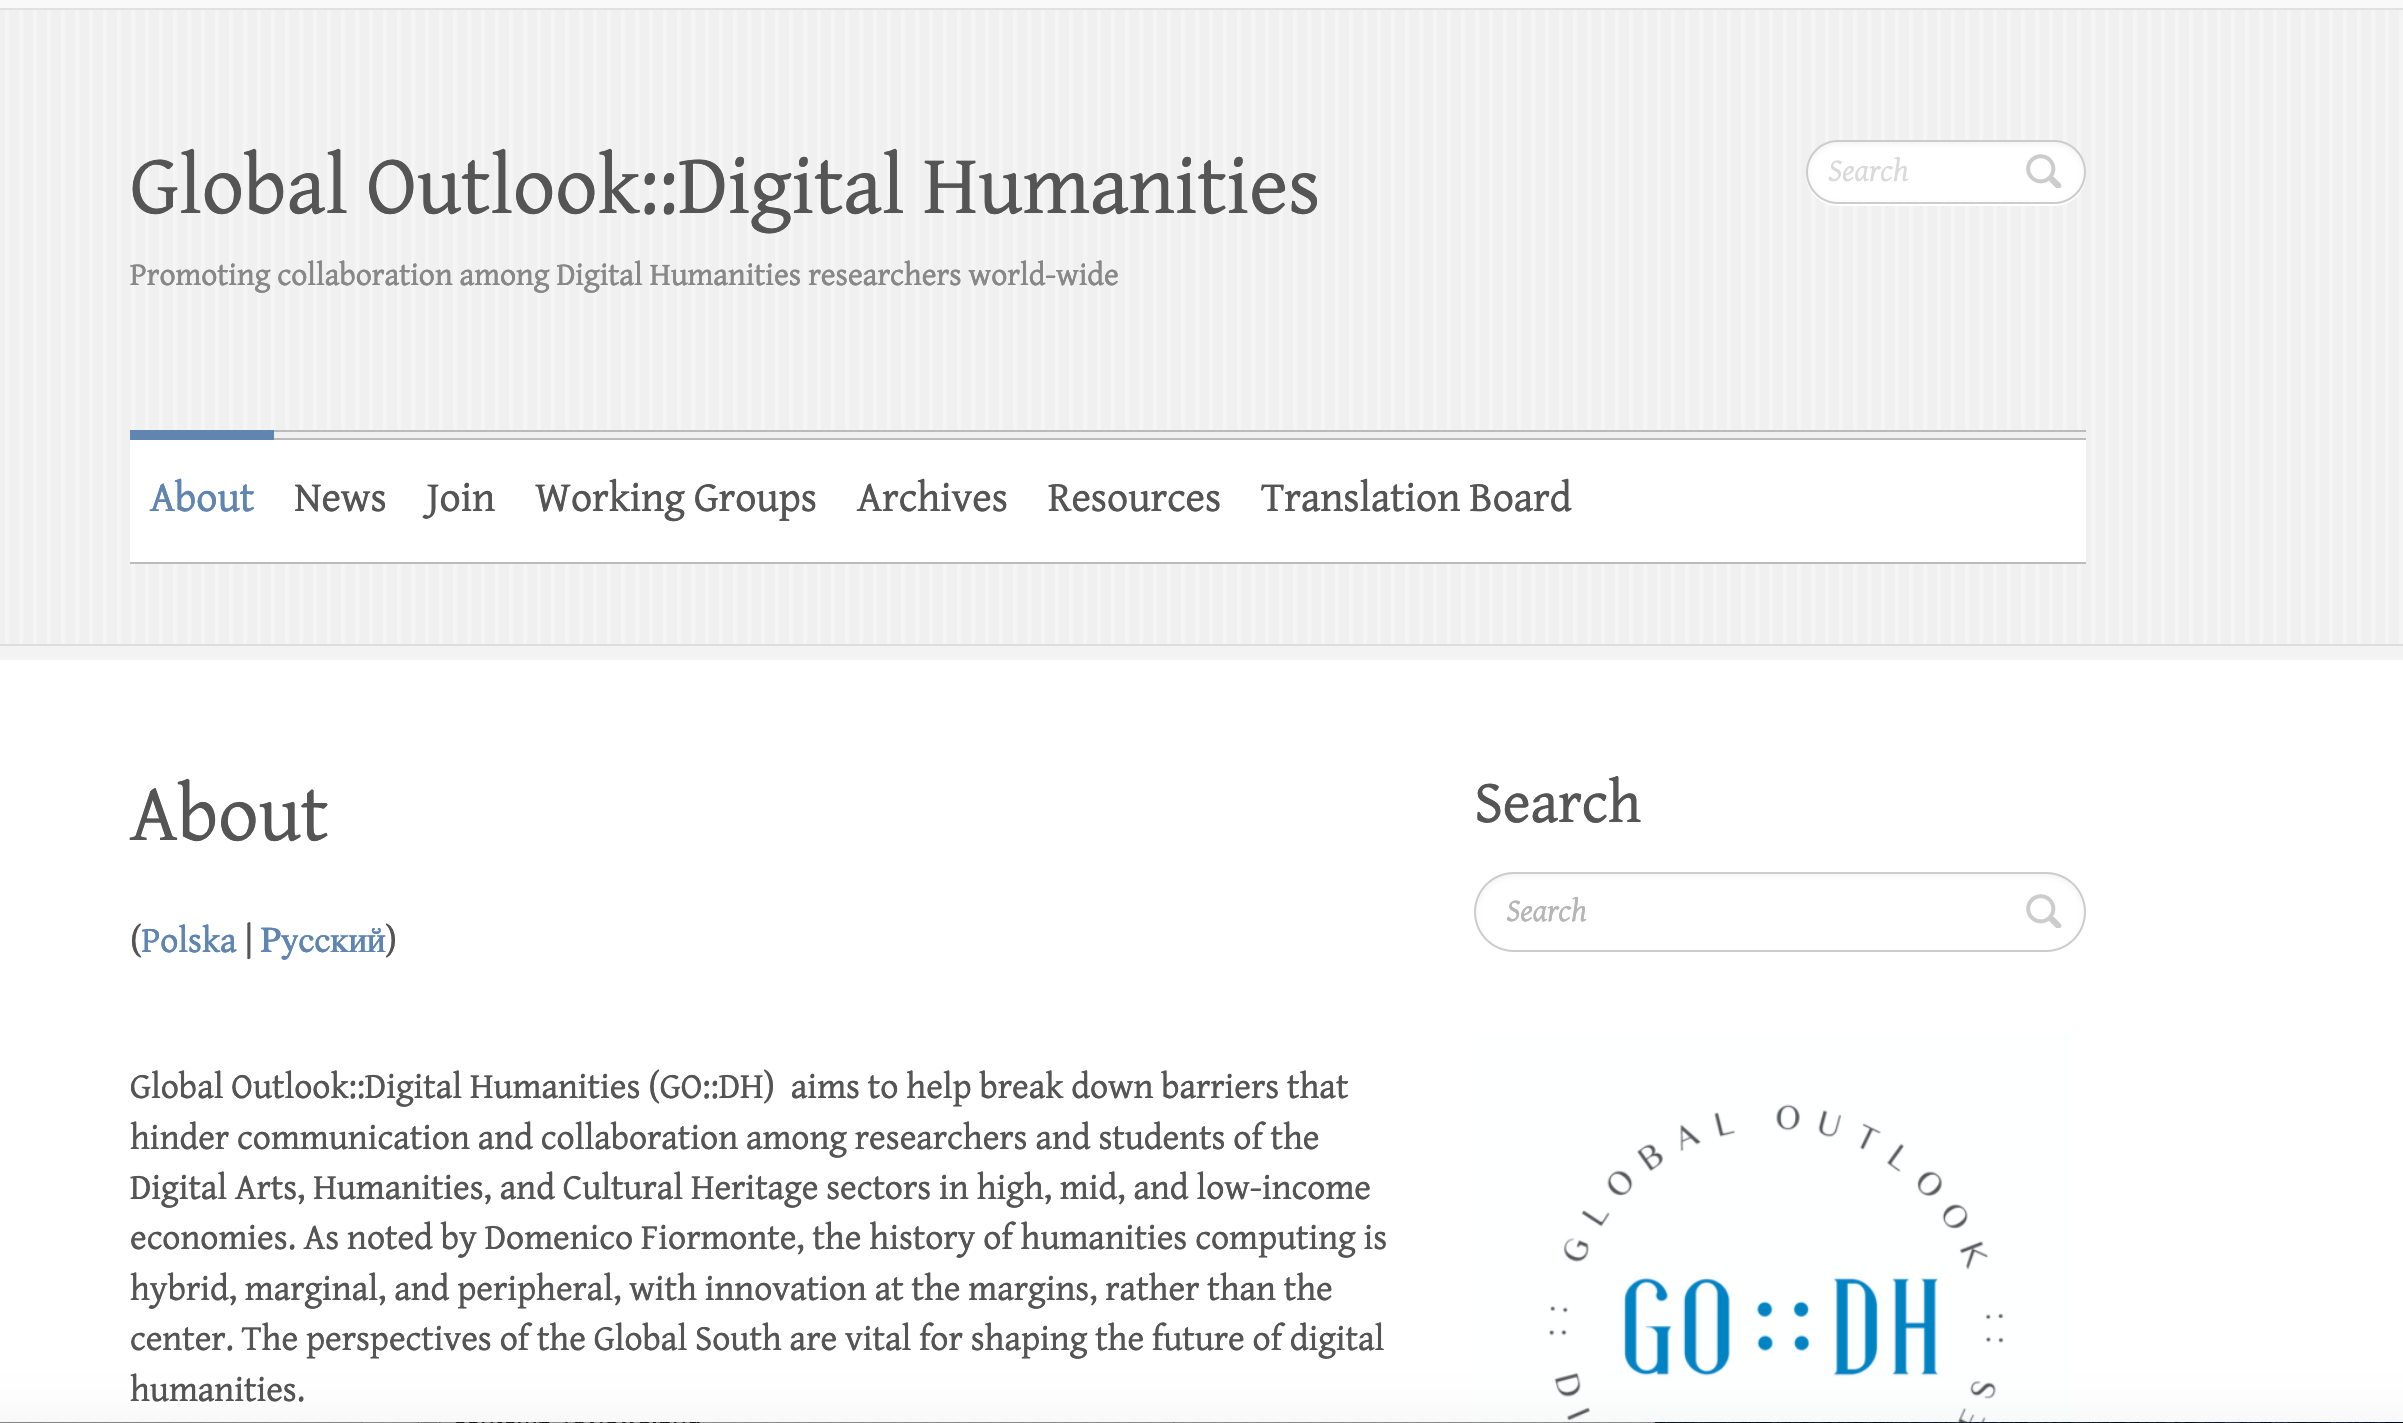 Global Outlook::Digital Humanities
Search
Promoting collaboration among Digital Humanities researchers world-wide
About News Join Working Groups Archives Resources Translation Board
About
(Polska | Русский)
Global Outlook::Digital Humanities (GO::DH)  aims to help break down barriers that
hinder communication and collaboration among researchers and students of the
Digital Arts, Humanities, and Cultural Heritage sectors in high, mid, and low-income
economies. As noted by Domenico Fiormonte, the history of humanities computing is
hybrid, marginal, and peripheral, with innovation at the margins, rather than the
center. The perspectives of the Global South are vital for shaping the future of digital
humanities.
Search
Search
GLOBAL OUTLOOK
:: GO::DH ::